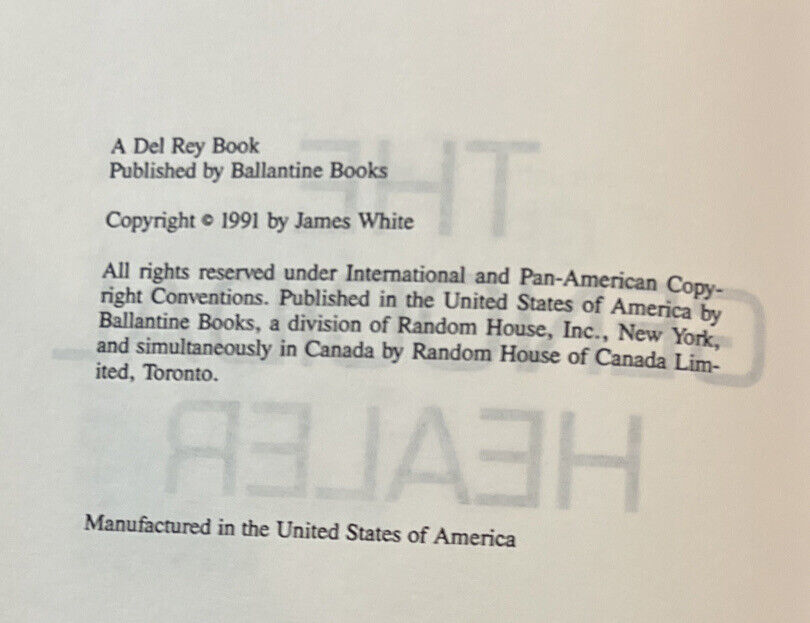 A Del Rey Book
Published by Ballantine Books
Copyright © 1991 by James White
All rights reserved under International and Pan-American Copy-
right Conventions. Published in the United States of America by
Ballantine Books, a division of Random House, Inc., New York,
and simultaneously in Canada by Random House of Canada Lim-
ited, Toronto.
Manufactured in the United States of America
THE
HEALER